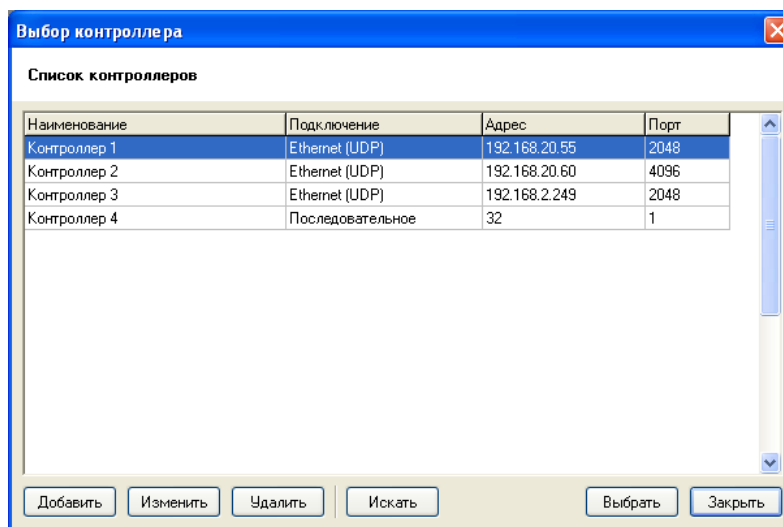 Выбор контроллера
Список контроллеров
Наименование Подключение Адрес Порт
Контроллер 1 Ethernet (UDP) 192.168.20.55 2048
Контроллер 2 Ethernet (UDP) 192.168.20.60 4096
Контроллер 3 Ethernet (UDP) 192.168.2.249 2048
Контроллер 4 Последовательное 32 1
Добавить Изменить Удалить Искать Выбрать Закрыть